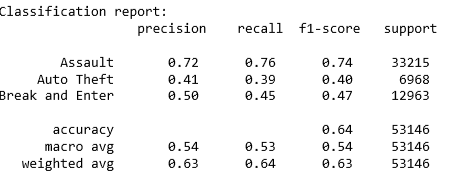 Classification report:
precision recall f1-score support
Assault 0.72 0.76 0.74 33215
Auto Theft 0.41 0.39 0.40 6968
Break and Enter 0.50 0.45 0.47 12963
accuracy 0.64 53146
macro avg 0.54 0.53 0.54 53146
weighted avg 0.63 0.64 0.63 53146